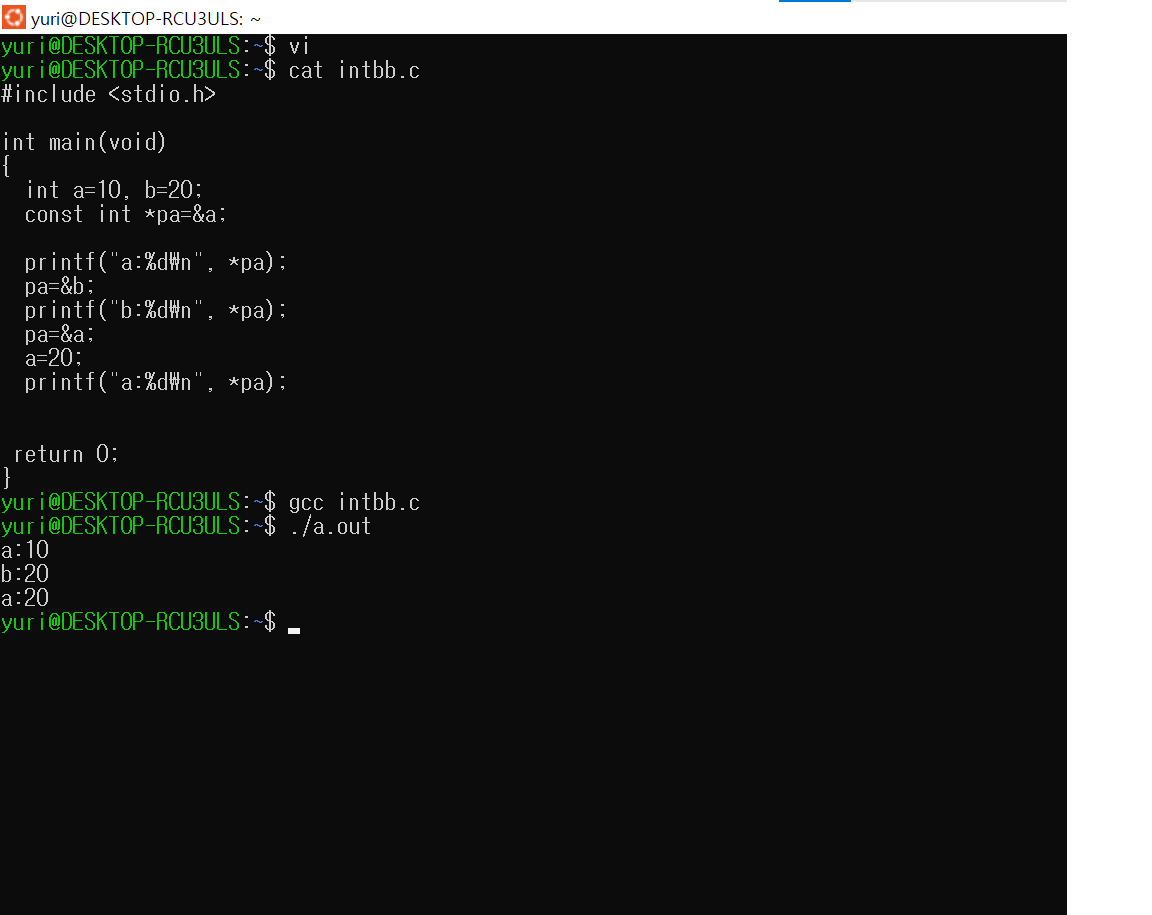 yuri@DESKTOP-RCU3ULS: ~
yuri@DESKTOP-RCU3ULS:~$ vi
yuri@DESKTOP-RCU3ULS:~$ cat intbb.c
#include <stdio.h>
int main(void)
{
int a=10, b=20;
const int *pa=&a;
printf("a:%d₩n", *pa);
pa=&b;
printf("b:%d₩n", *pa);
pa=&a;
a=20;
printf("a:%d₩n", *pa);
return 0;
}
yuri@DESKTOP-RCU3ULS:~$ gcc intbb.c
yuri@DESKTOP-RCU3ULS:~$ ./a.out
a:10
b:20
a:20
yuri@DESKTOP-RCU3ULS:~$